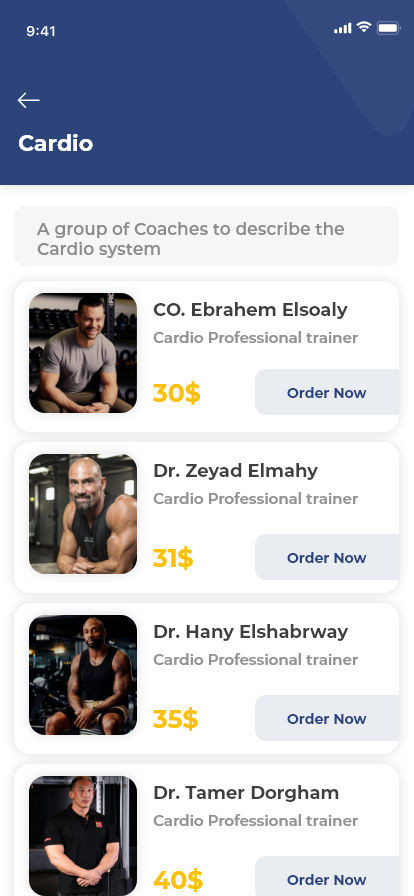 9:41
Cardio
A group of Coaches to describe the
Cardio system
CO. Ebrahem Elsoaly
Cardio Professional trainer
30$
Order Now
Dr. Zeyad Elmahy
Cardio Professional trainer
31$
Order Now
Dr. Hany Elshabrway
Cardio Professional trainer
35$
Order Now
Dr. Tamer Dorgham
Cardio Professional trainer
40$
Order Now